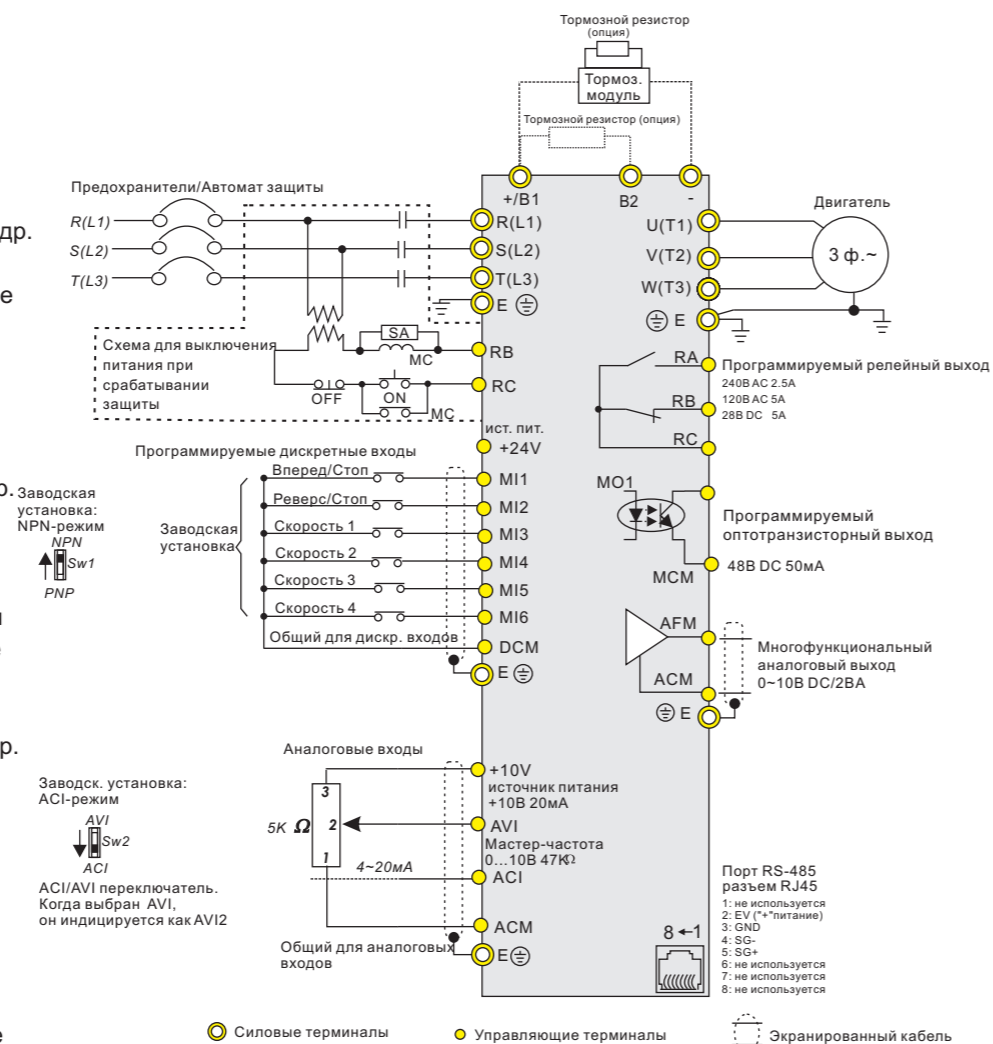 Тормозной резистор
(опция)
Тормоз.
модуль
Тормозной резистор (опция)
Предохранители/Автомат защиты
R(L1)
S(L2)
T(L3)
+/B1
B2
-
R(L1)
S(L2)
T(L3)
E
U(T1)
V(T2)
W(T3)
E
Двигатель
3 ф.~
др.
е
Схема для выключения
питания при
срабатывании
защиты
SA
MC
OFF
ON
MC
RB
RC
RA
RB
RC
Программируемый релейный выход
240В AC 2.5А
120В AC 5А
28В DC 5А
ист. пит.
+24V
Программируемые дискретные входы
Вперед/Стоп
MI1
Реверс/Стоп
MI2
Скорость 1
MI3
Скорость 2
MI4
Скорость 3
MI5
Скорость 4
MI6
Общий для дискр. входов
DCM
E
Заводская
установка
Заводская
установка:
NPN-режим
NPN
Sw1
PNP
MO1
MCM
Программируемый
оптотранзисторный выход
48В DC 50мА
AFM
ACM
E
Многофункциональный
аналоговый выход
0~10В DC/2ВА
р.
Аналоговые входы
Заводск. установка:
ACI-режим
AVI
Sw2
ACI
ACI/AVI переключатель.
Когда выбран AVI,
он индицируется как AVI2
3
5K Ω 2
1
4~20мА
+10V
источник питания
+10В 20мА
AVI
Мастер-частота
0...10В 47KΩ
ACI
ACM
E
Общий для аналоговых
входов
8←1
Порт RS-485
разъем RJ45
1: не используется
2: EV ("+"питание)
3: GND
4: SG-
5: SG+
6: не используется
7: не используется
8: не используется
е
Силовые терминалы
Управляющие терминалы
Экранированный кабель